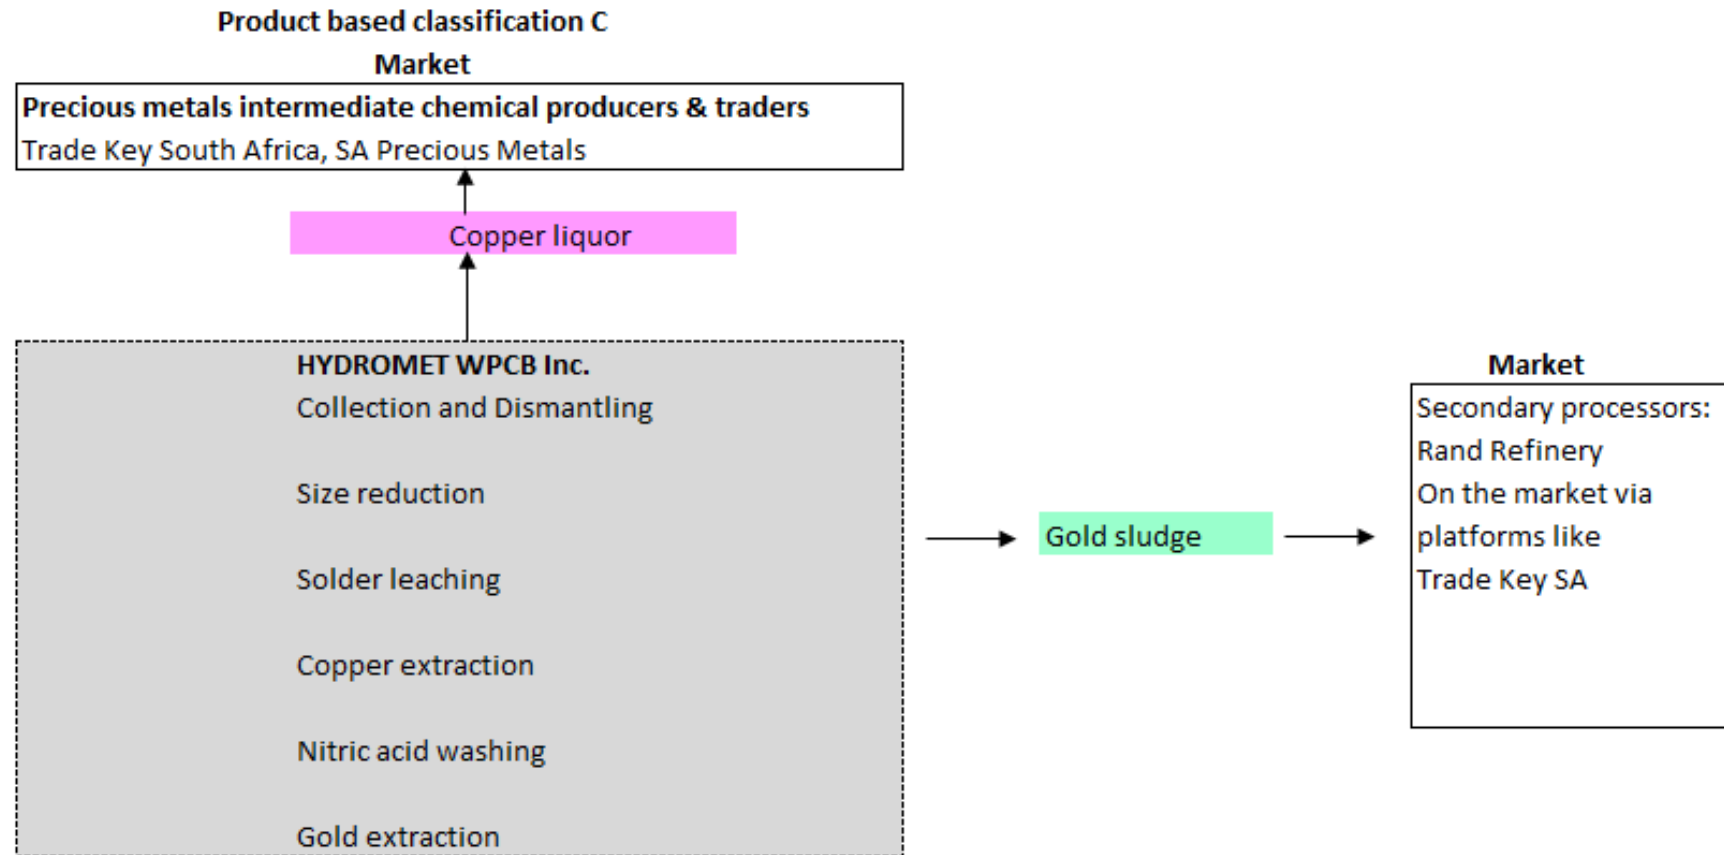 Product based classification C
Market
Precious metals intermediate chemical producers & traders
Trade Key South Africa, SA Precious Metals
Copper liquor
HYDROMET WPCB Inc.
Collection and Dismantling
Size reduction
Solder leaching
Copper extraction
Nitric acid washing
Gold extraction
Gold sludge
Market
Secondary processors:
Rand Refinery
On the market via
platforms like
Trade Key SA